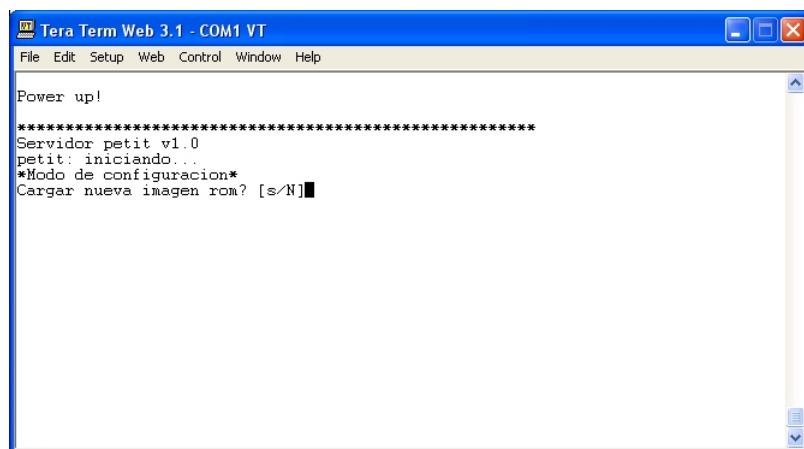 Tera Term Web 3.1 - COM1 VT
File Edit Setup Web Control Window Help
Power up!
******************************************************
Servidor petit v1.0
petit: iniciando...
*Modo de configuracion*
Cargar nueva imagen rom? [s/N]